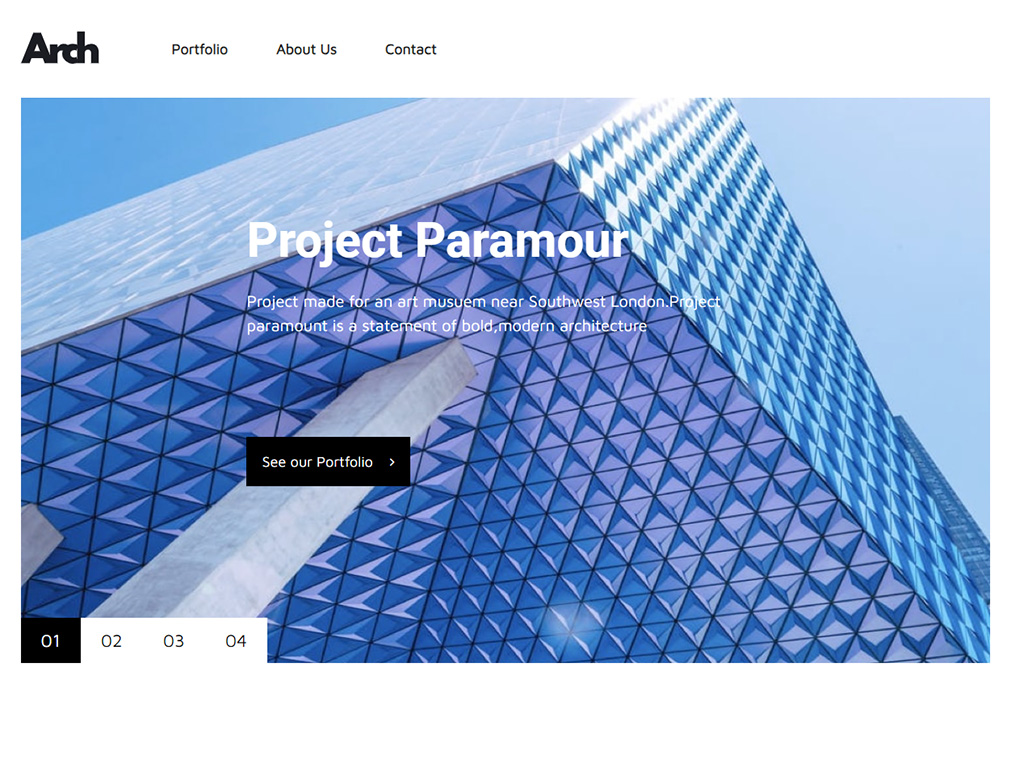 Arch
Portfolio
About Us
Contact
Project Paramour
Project made for an art musuem near Southwest London.Project
paramount is a statement of bold,modern architecture
See our Portfolio
01 02 03 04